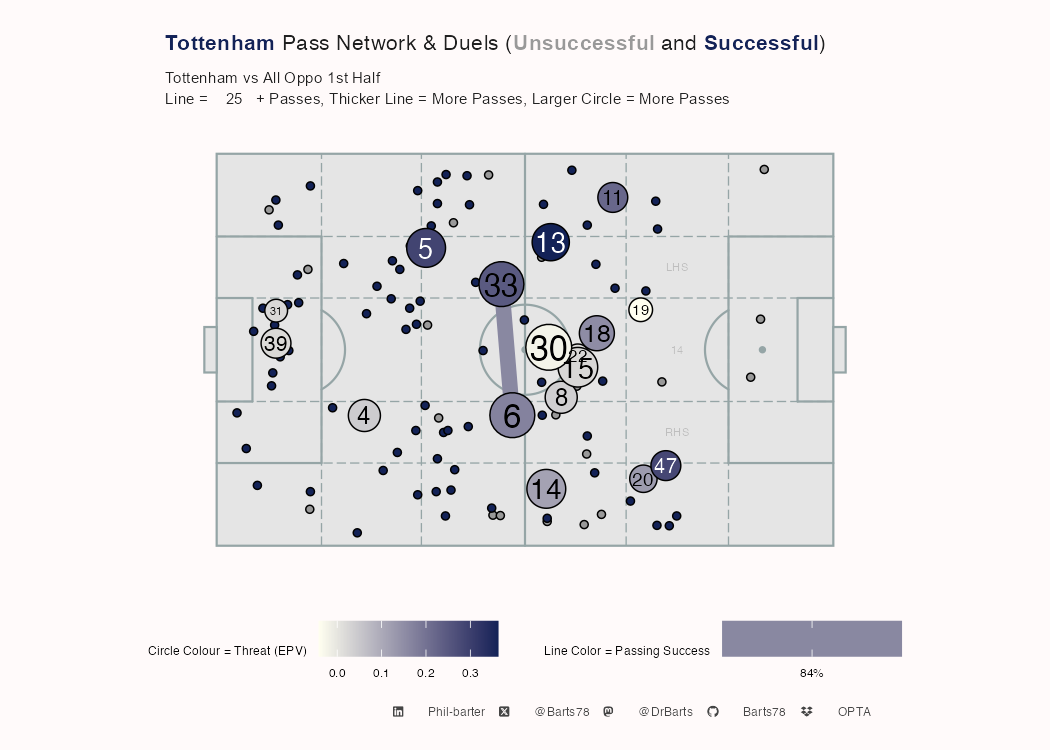 Tottenham Pass Network & Duels (Unsuccessful and Successful)
Tottenham vs All Oppo 1st Half
Line = 25 + Passes, Thicker Line = More Passes, Larger Circle = More Passes
11
5
13
LHS
33
31
19
39
30
18
22
15
14
8
4
6
RHS
47
20
14
Circle Colour = Threat (EPV)
0.0 0.1 0.2 0.3
Line Color = Passing Success
84%
Phil-barter @Barts78 @DrBarts Barts78 OPTA